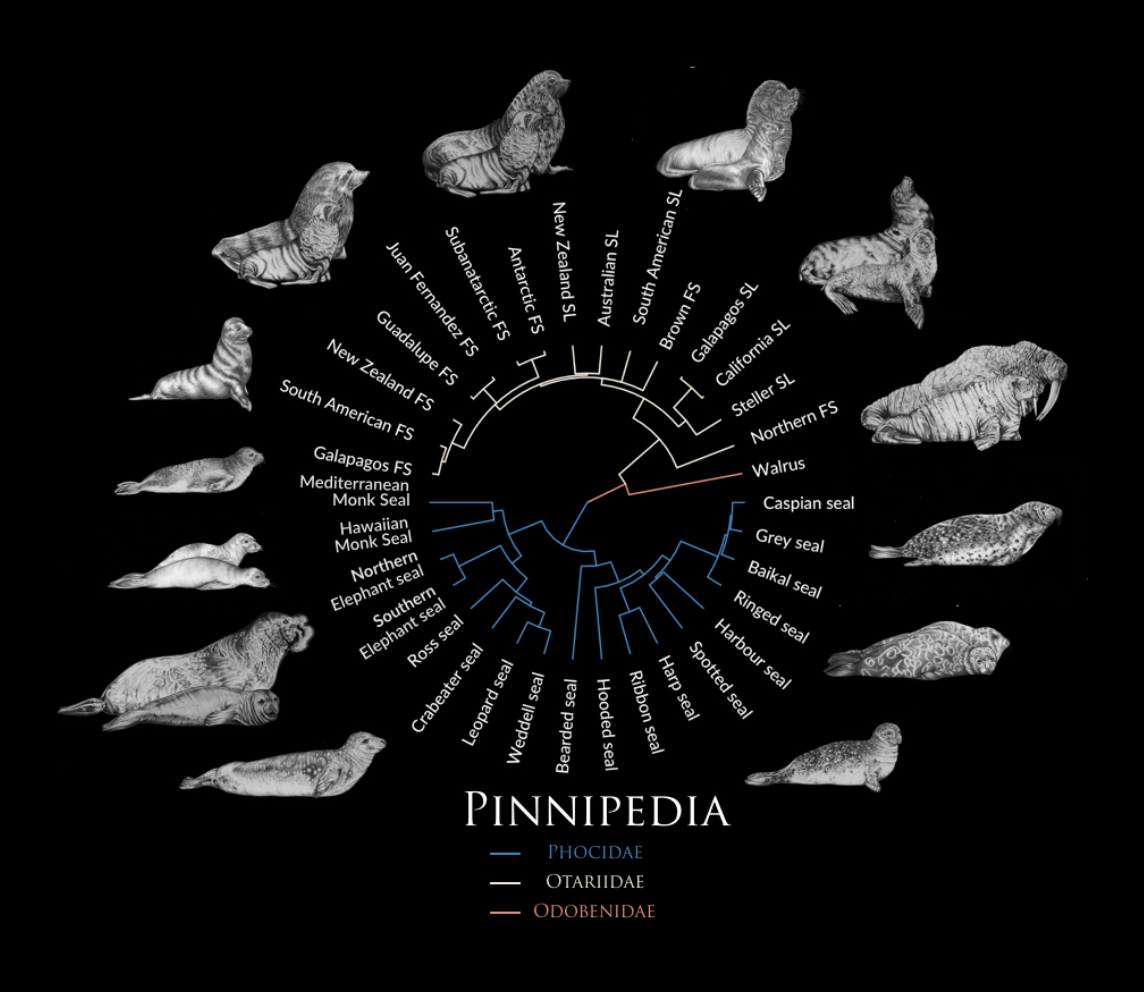 New Zealand SL
Australian SL
South American SL
Brown FS
Galapagos SL
California SL
Steller SL
Northern FS
Walrus
Caspian seal
Grey seal
Baikal seal
Ringed seal
Harbour seal
Spotted seal
Harp seal
Ribbon seal
Hooded seal
Bearded seal
Weddell seal
Leopard seal
Crabeater seal
Ross seal
Southern
Elephant seal
Northern
Elephant seal
Hawaiian
Monk Seal
Mediterranean
Monk Seal
Galapagos FS
South American FS
New Zealand FS
Guadalupe FS
Juan Fernandez FS
Subanatarctic FS
Antarctic FS
Pinnipedia
Phocidae
Otariidae
Odobenidae